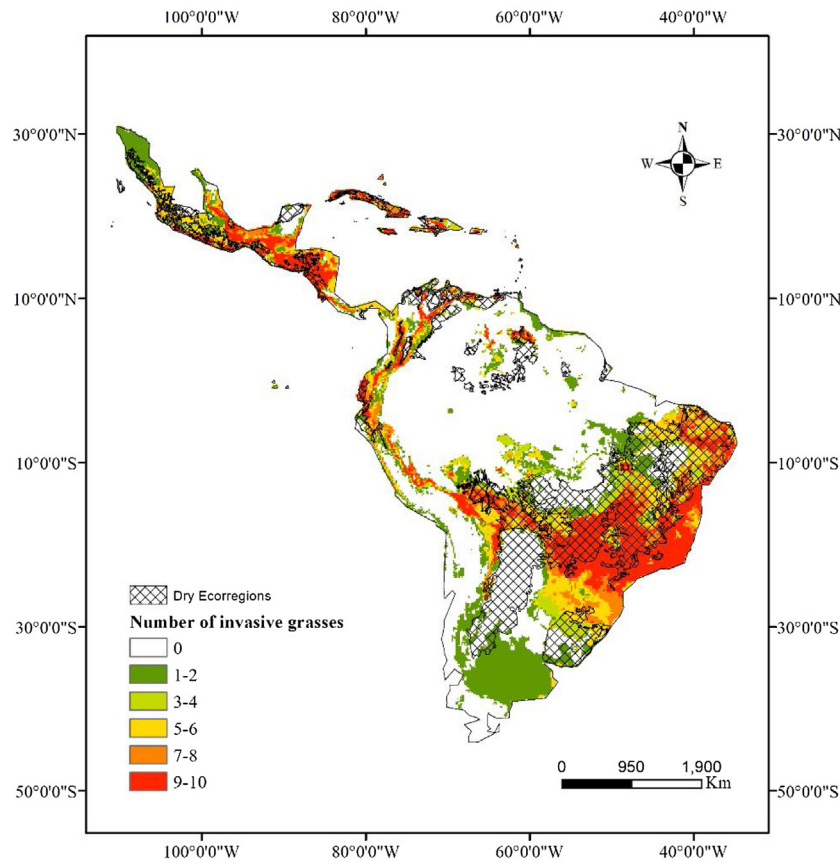 100°0'0"W 80°0'0"W 60°0'0"W 40°0'0"W
30°0'0"N 30°0'0"N
N
W E
S
10°0'0"N 10°0'0"N
10°0'0"S 10°0'0"S
Dry Ecorregions
Number of invasive grasses
0
30°0'0"S 30°0'0"S
1-2
3-4
5-6
7-8
0 950 1,900
9-10
Km
50°0'0"S 50°0'0"S
100°0'0"W 80°0'0"W 60°0'0"W 40°0'0"W